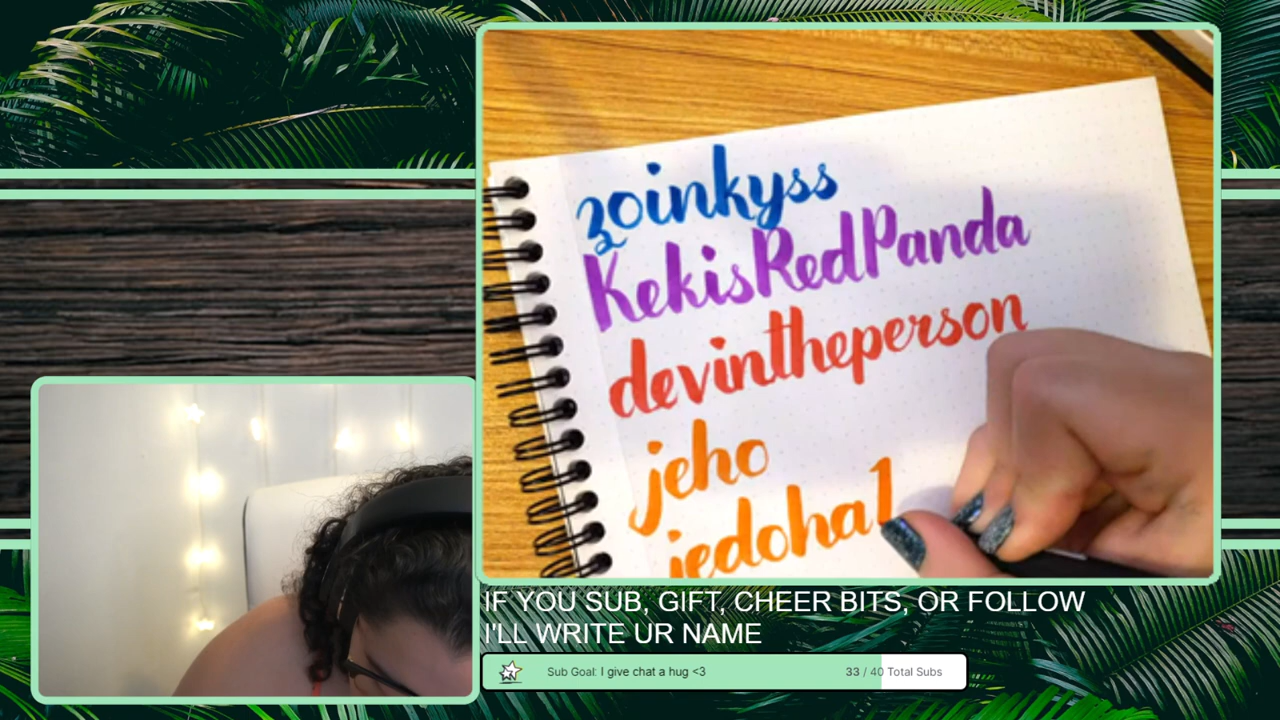 zoinkyss
KekisRedPanda
devintheperson
jeho
jedoha1
IF YOU SUB, GIFT, CHEER BITS, OR FOLLOW
I'LL WRITE UR NAME
Sub Goal: I give chat a hug <3 33 / 40 Total Subs